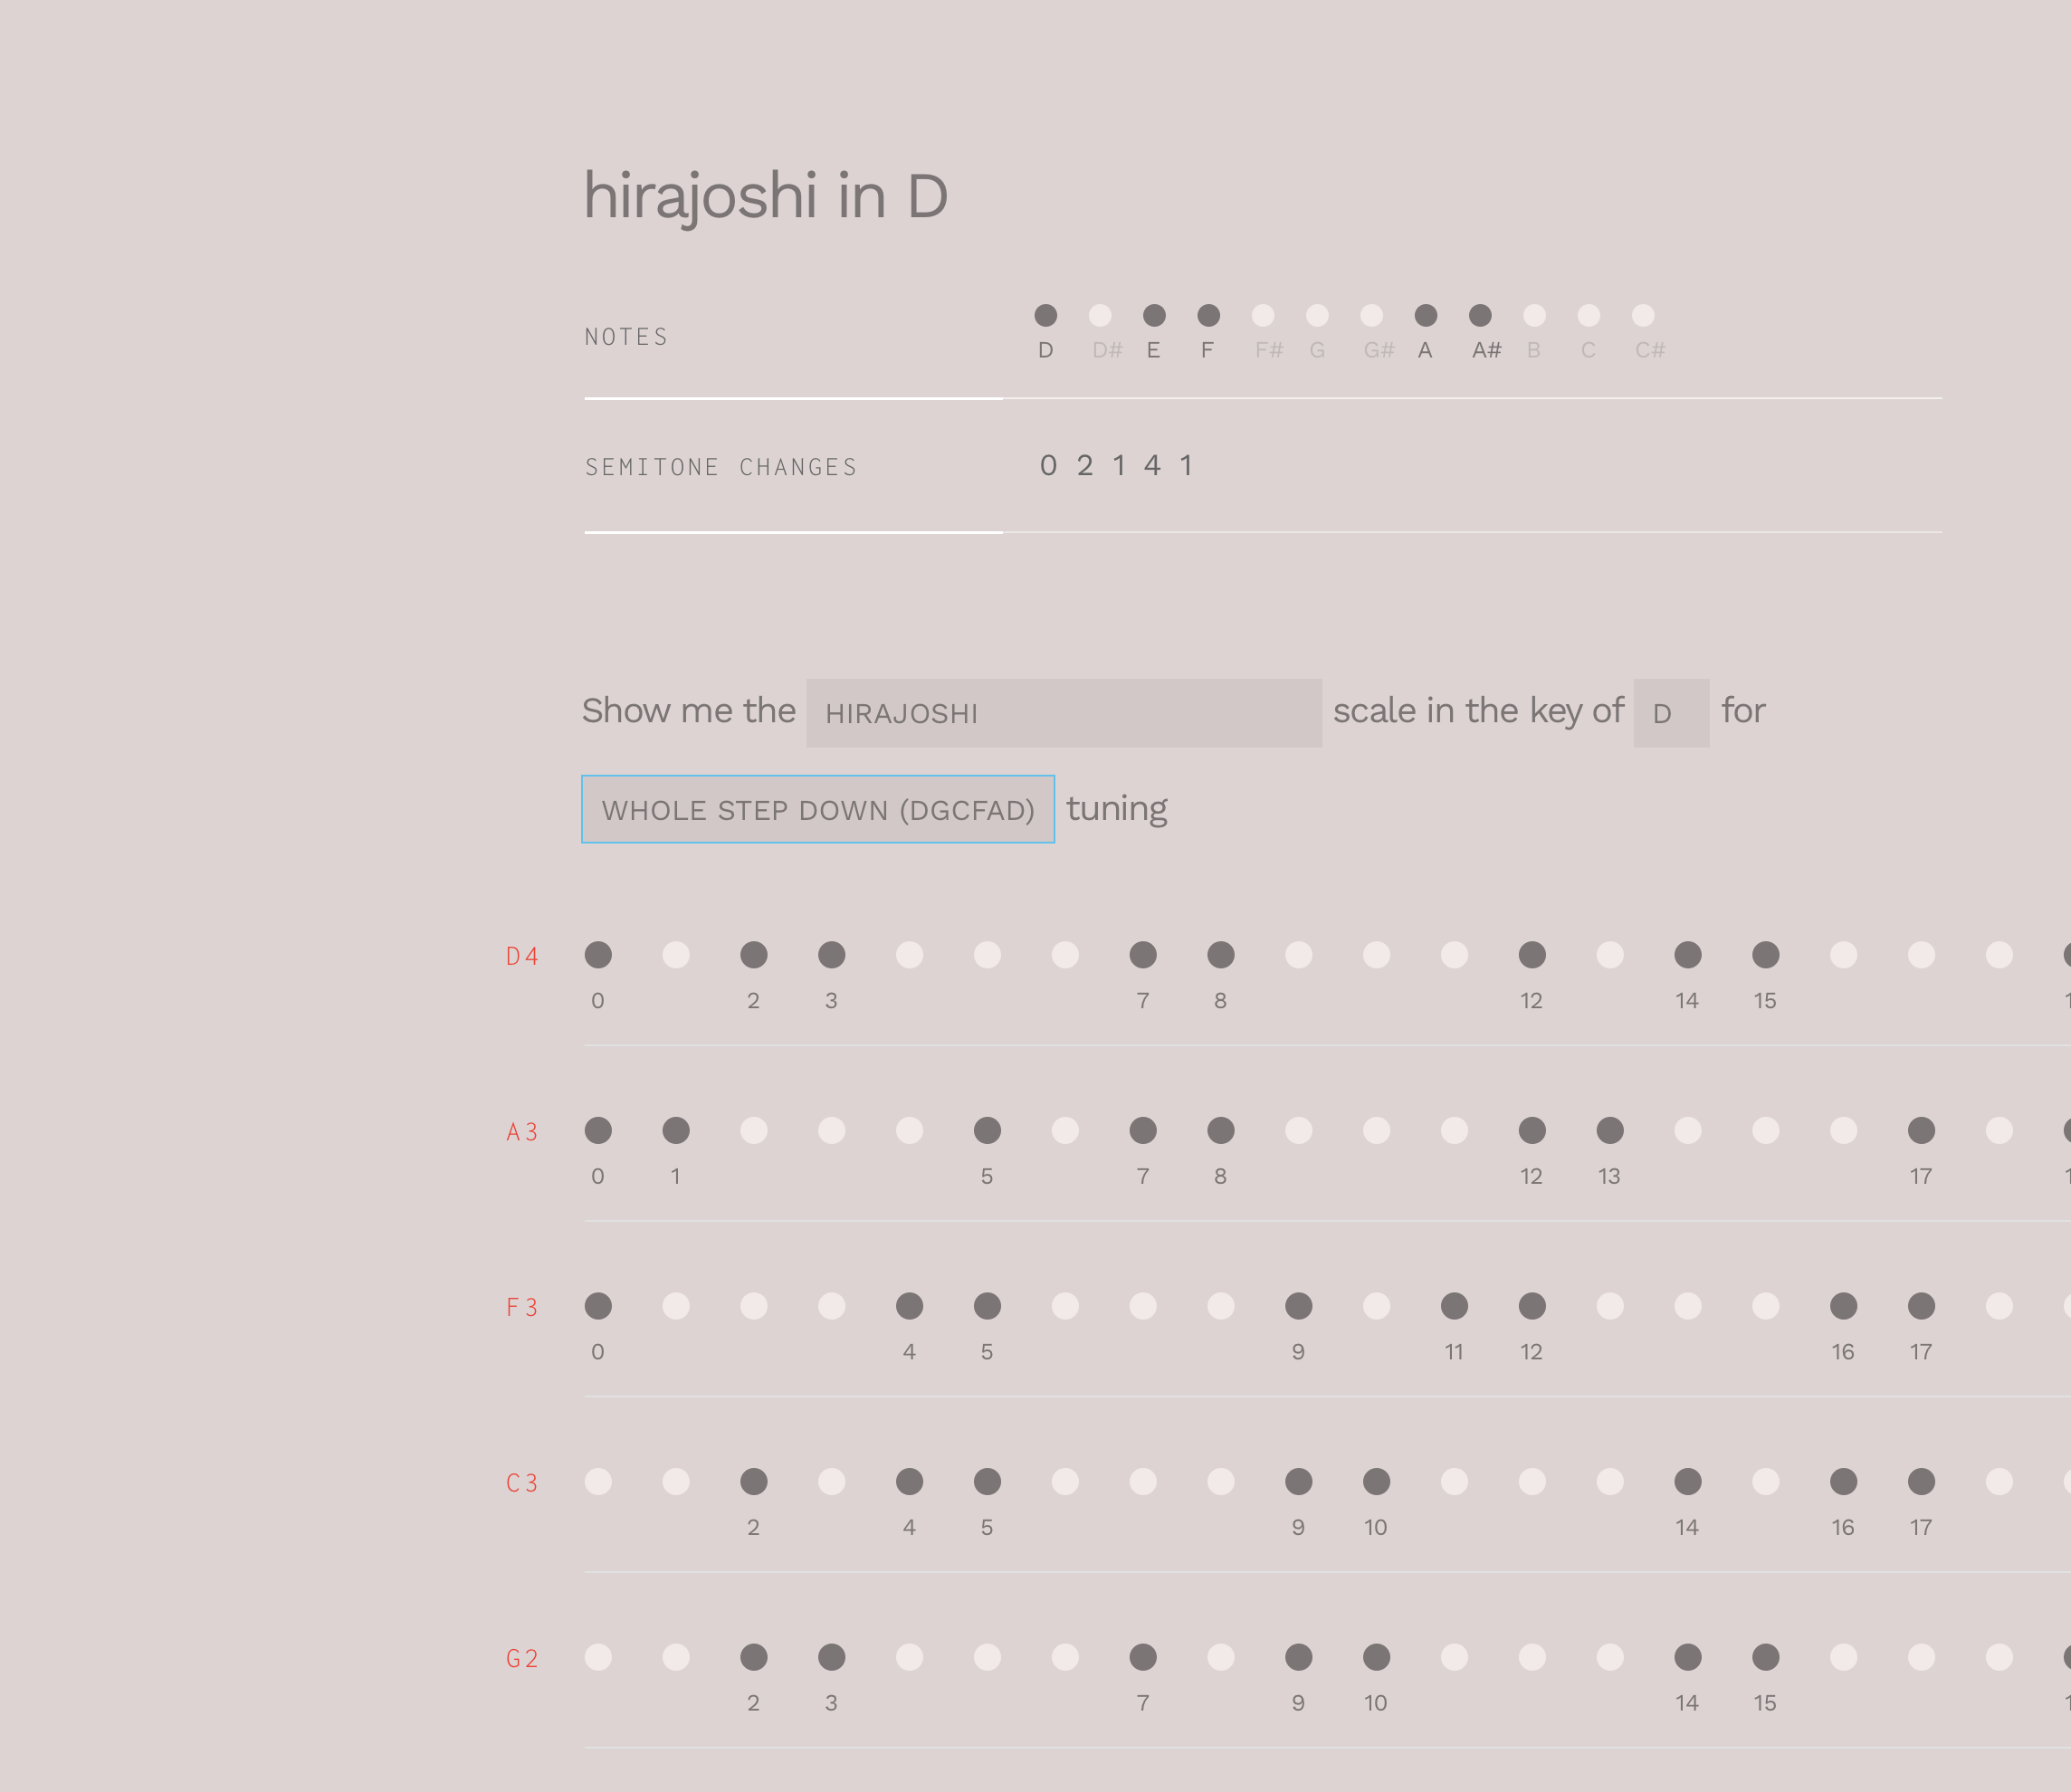 hirajoshi in D
NOTES
D D# E F F# G G# A A# B C C#
SEMITONE CHANGES
0 2 1 4 1
Show me the HIRAJOSHI scale in the key of D for
WHOLE STEP DOWN (DGCFAD) tuning
D4
0 2 3 7 8 12 14 15
A3
0 1 5 7 8 12 13 17
F3
0 4 5 9 11 12 16 17
C3
2 4 5 9 10 14 16 17
G2
2 3 7 9 10 14 15